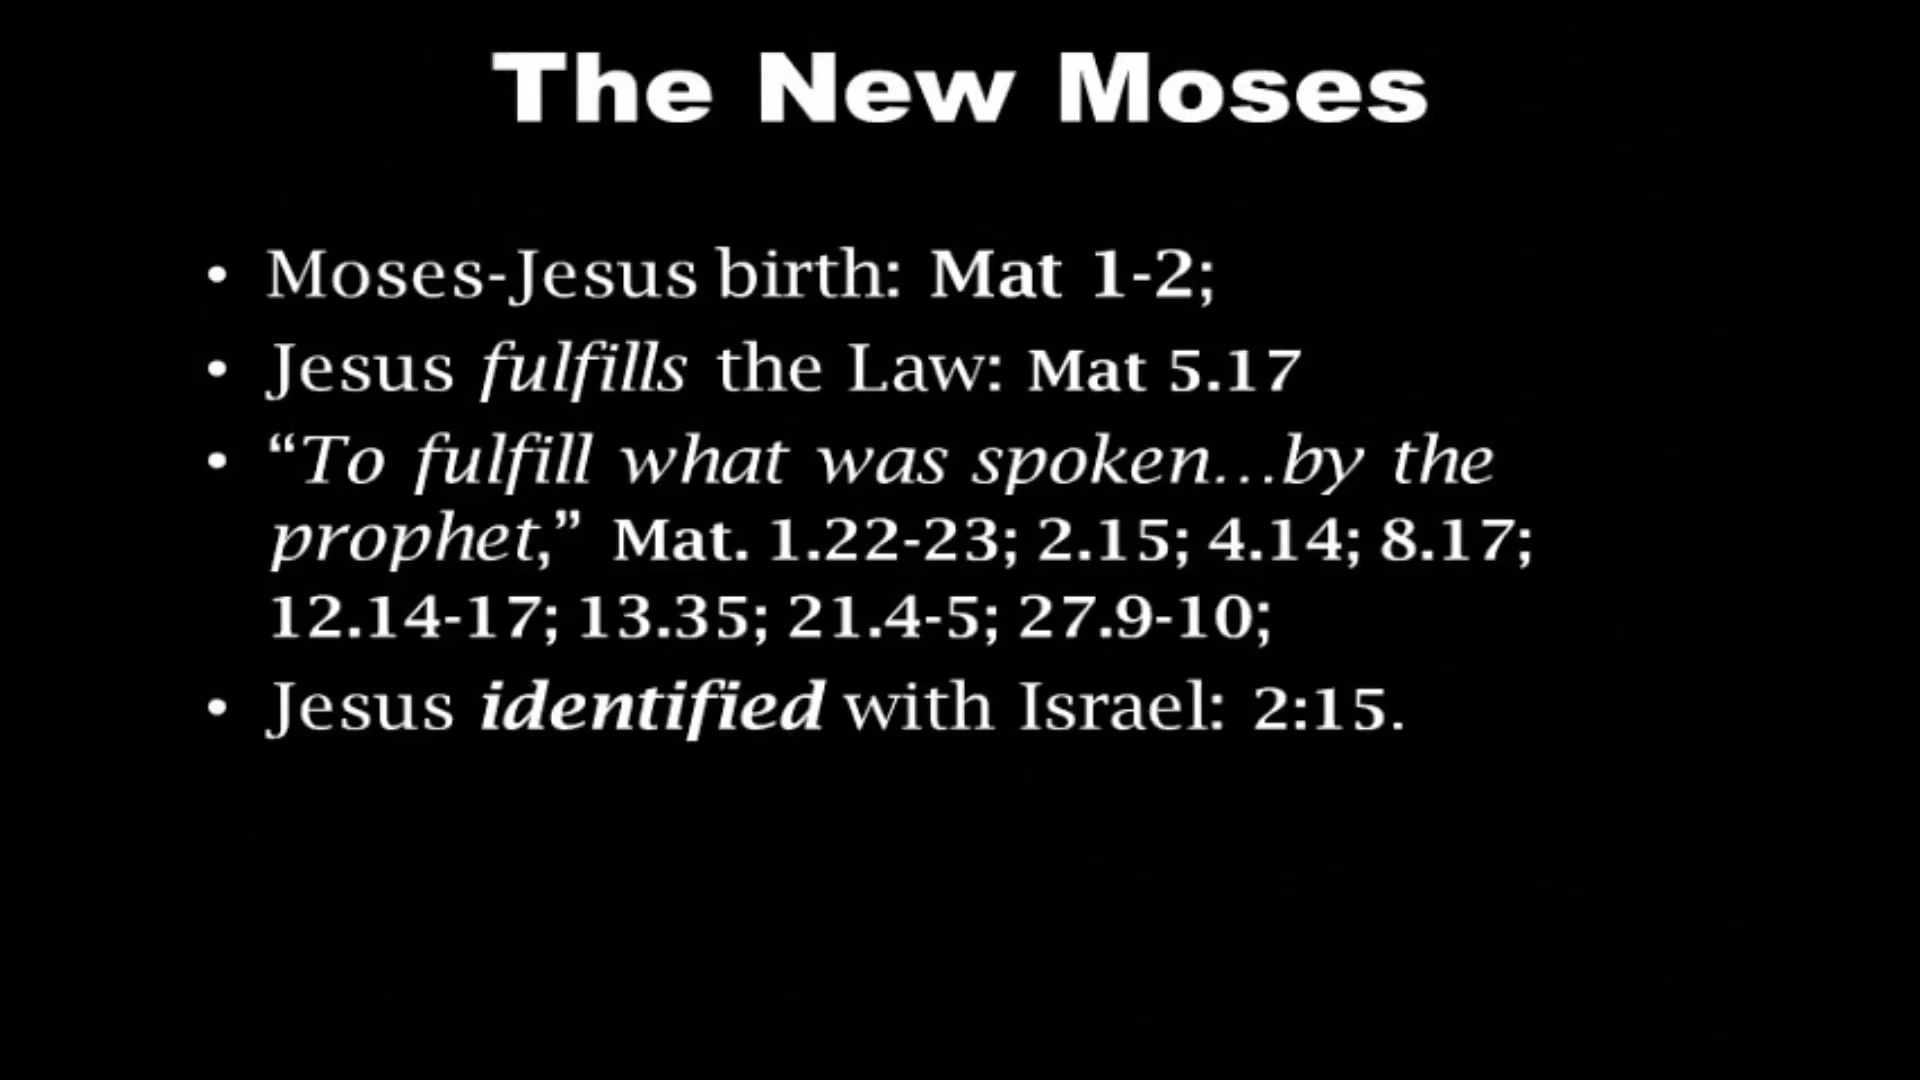 The New Moses
• Moses-Jesus birth: Mat 1-2;
• Jesus fulfills the Law: Mat 5.17
• “To fulfill what was spoken…by the
prophet,” Mat. 1.22-23; 2.15; 4.14; 8.17;
12.14-17; 13.35; 21.4-5; 27.9-10;
• Jesus identified with Israel: 2:15.